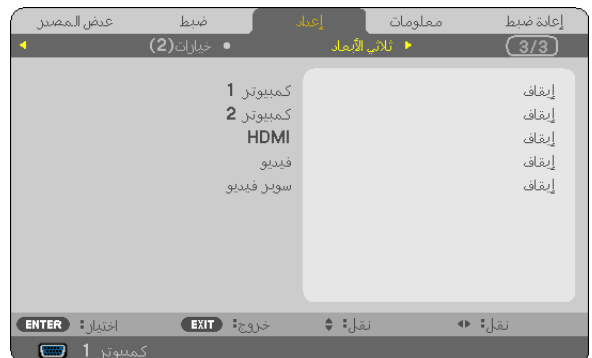 عرض المصدر ضبط إعداد معلومات إعادة ضبط
خيارات(2) ثلاثي الأبعاد 3/3
كمبيوتر 1 إيقاف
كمبيوتر 2 إيقاف
HDMI إيقاف
فيديو إيقاف
سوبر فيديو إيقاف
ENTER اختيار: EXIT خروج: نقل: نقل:
كمبيوتر 1